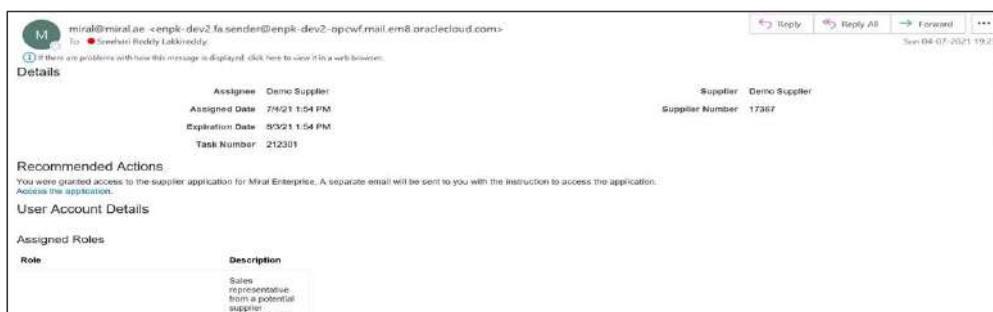 M
miral@miral.ae <enpk-dev2.fa.sender@enpk-dev2-opcwf.mail.em8.oraclecloud.com>
To Sreehari Reddy Lakkireddy
Reply
Reply All
Forward
Sun 04-07-2021
If there are problems with how this message is displayed, click here to view it in a web browser.
Details
Assignee Demo Supplier
Supplier Demo Supplier
Assigned Date 7/4/21 1:54 PM
Supplier Number 17367
Expiration Date 8/3/21 1:54 PM
Task Number 212301
Recommended Actions
You were granted access to the supplier application for Miral Enterprise. A separate email will be sent to you with the instruction to access the application.
Access the application.
User Account Details
Assigned Roles
Role Description
Sales
representative
from a potential
supplier